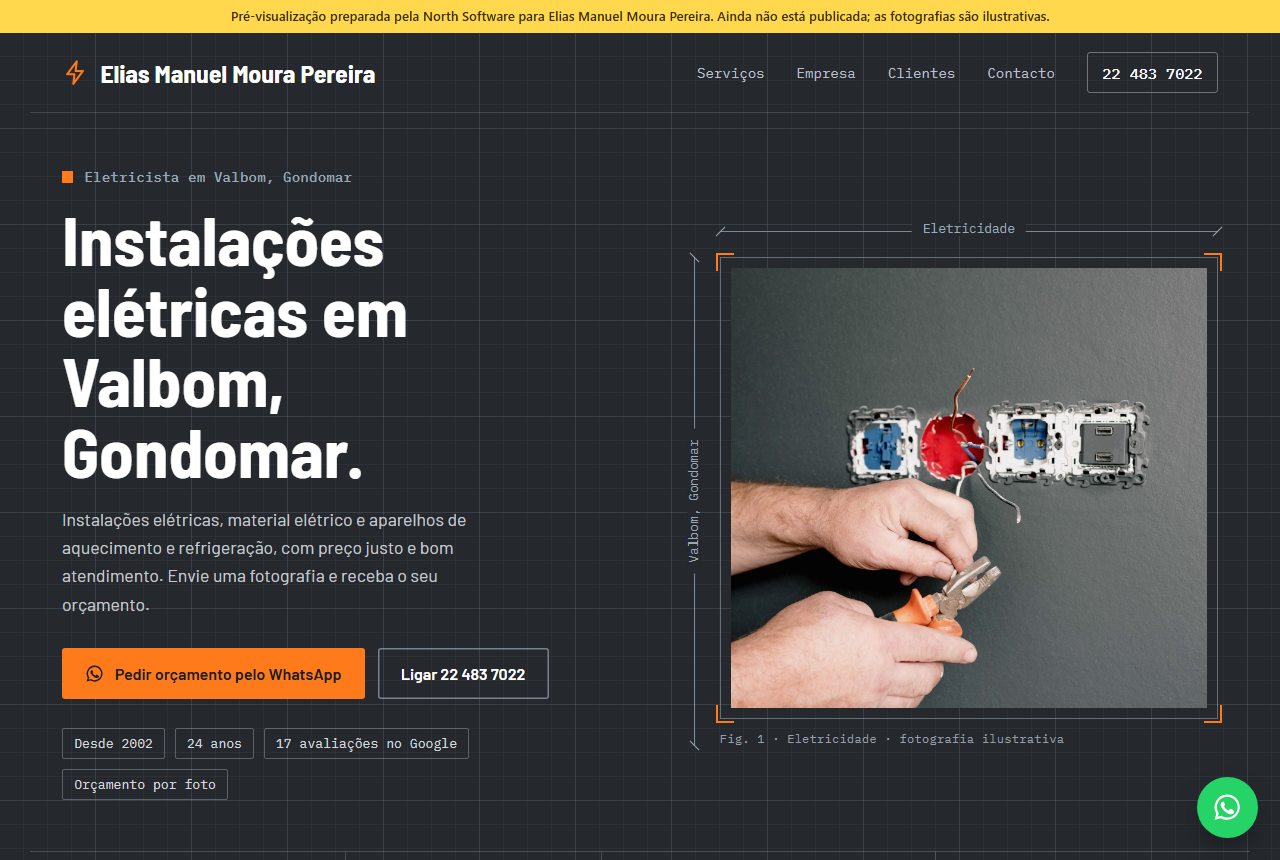 Pré-visualização preparada pela North Software para Elias Manuel Moura Pereira. Ainda não está publicada; as fotografias são ilustrativas.
Elias Manuel Moura Pereira
Serviços
Empresa
Clientes
Contacto
22 483 7022
Eletricista em Valbom, Gondomar
Instalações
elétricas em
Valbom,
Gondomar.
Instalações elétricas, material elétrico e aparelhos de
aquecimento e refrigeração, com preço justo e bom
atendimento. Envie uma fotografia e receba o seu
orçamento.
Pedir orçamento pelo WhatsApp
Ligar 22 483 7022
Desde 2002
24 anos
17 avaliações no Google
Orçamento por foto
Eletricidade
Valbom, Gondomar
Fig. 1 · Eletricidade · fotografia ilustrativa